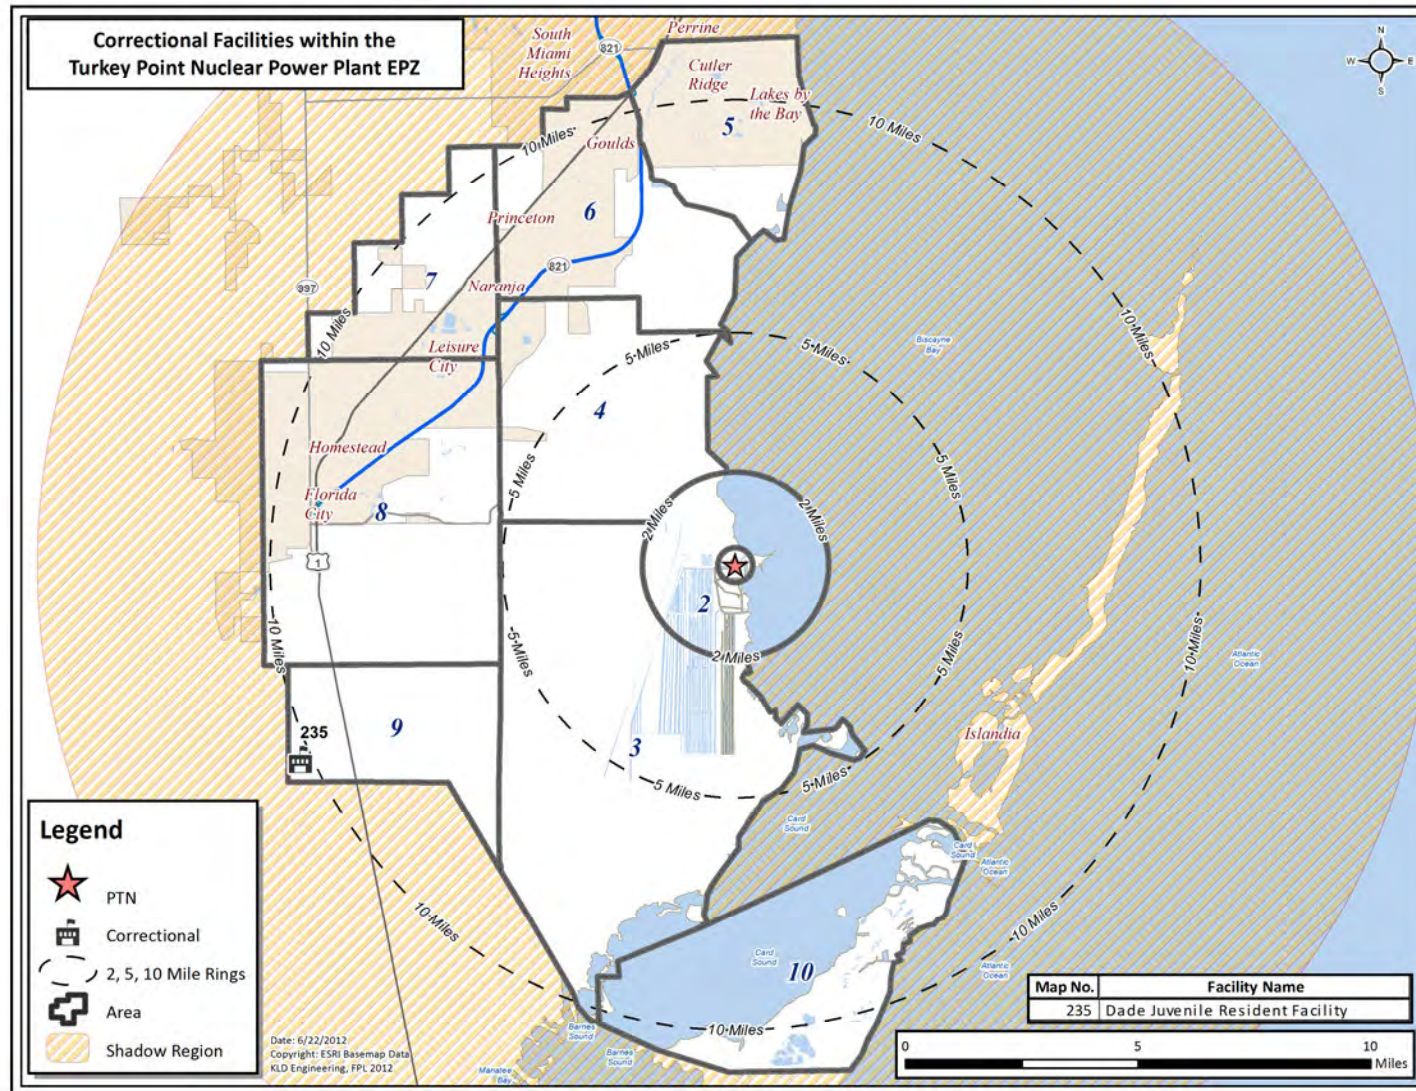 Correctional Facilities within the
Turkey Point Nuclear Power Plant EPZ
South
Miami
Heights
821
Perrine
Cutler
Ridge
Lakes by
the Bay
5
N
W
E
S
10 Miles
10 Miles
Goulds
Princeton
6
7
821
Naranja
997
10 Miles
Leisure
City
5 Miles
5 Miles
Biscayne
Bay
10 Miles
4
Homestead
5 Miles
5 Miles
Florida
City
8
2 Miles
2 Miles
1
2
10 Miles
5 Miles
2 Miles
5 Miles
10 Miles
Atlantic
Ocean
235
9
3
Islandia
5 Miles
5 Miles
Card
Sound
Card
Sound
Atlantic
Ocean
10 Miles
10 Miles
Card
Sound
10
Atlantic
Ocean
10 Miles
Barnes
Sound
Barnes
Sound
Manatee
Bay
Legend
PTN
Correctional
2, 5, 10 Mile Rings
Area
Shadow Region
Date: 6/22/2012
Copyright: ESRI Basemap Data
KLD Engineering, FPL 2012
Map No. Facility Name
235 Dade Juvenile Resident Facility
0 5 10
Miles